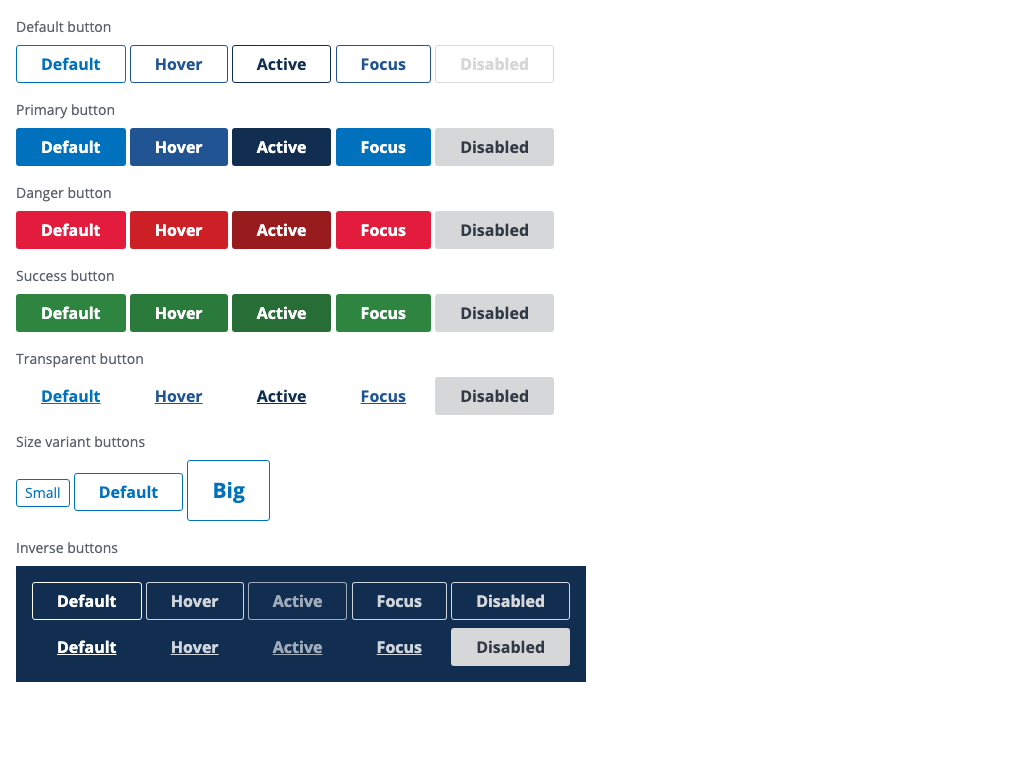 Default button
Default Hover Active Focus Disabled
Primary button
Default Hover Active Focus Disabled
Danger button
Default Hover Active Focus Disabled
Success button
Default Hover Active Focus Disabled
Transparent button
Default Hover Active Focus Disabled
Size variant buttons
Small Default Big
Inverse buttons
Default Hover Active Focus Disabled
Default Hover Active Focus Disabled